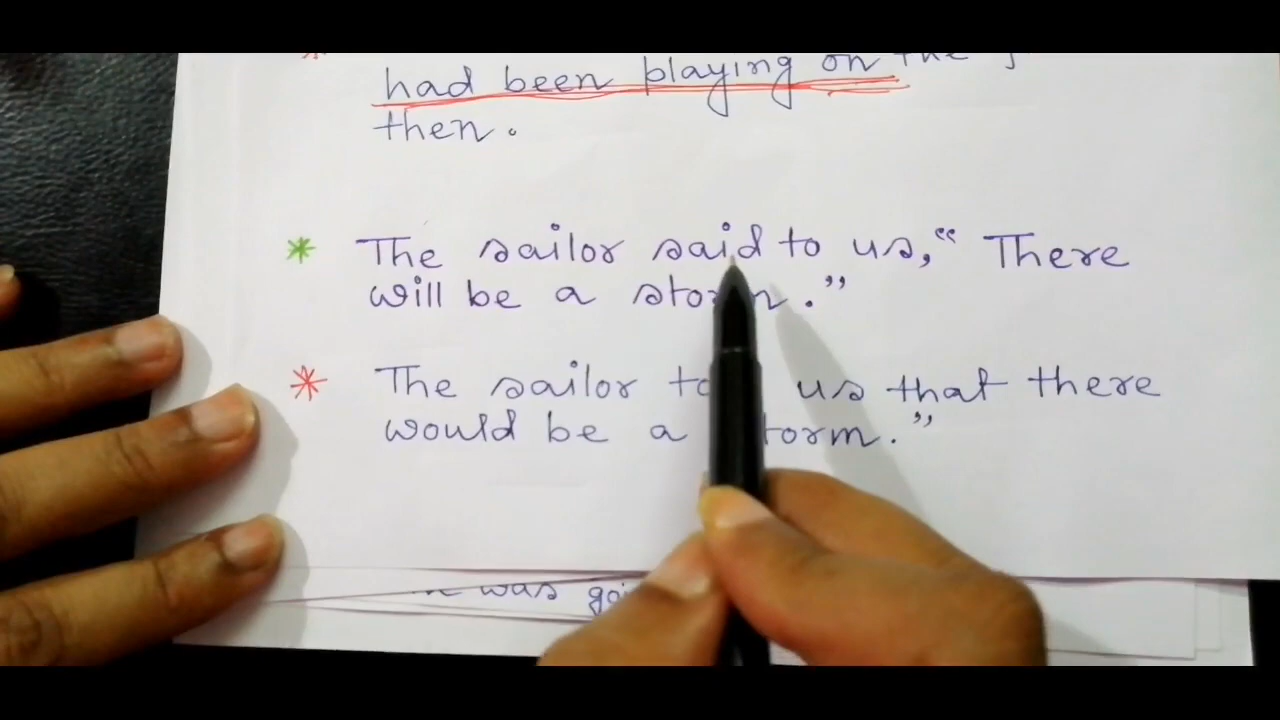 had been playing on the
then.
The sailor said to us, “ There
will be a storm.”
The sailor us that there
would be a storm.”
was